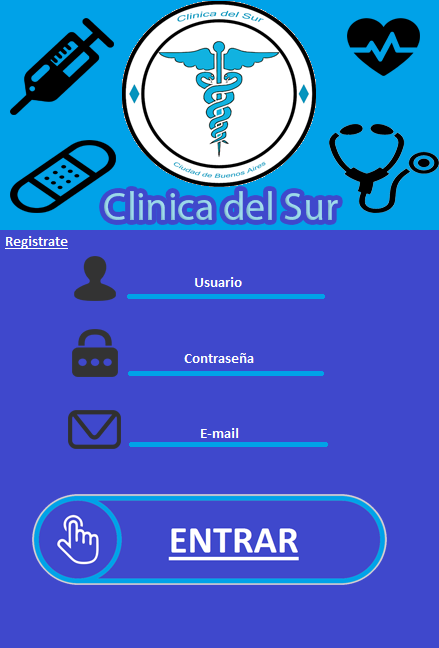 Clinica del Sur
Ciudad de Buenos Aires
Clinica del Sur
Registrate
Usuario
Contraseña
E-mail
ENTRAR